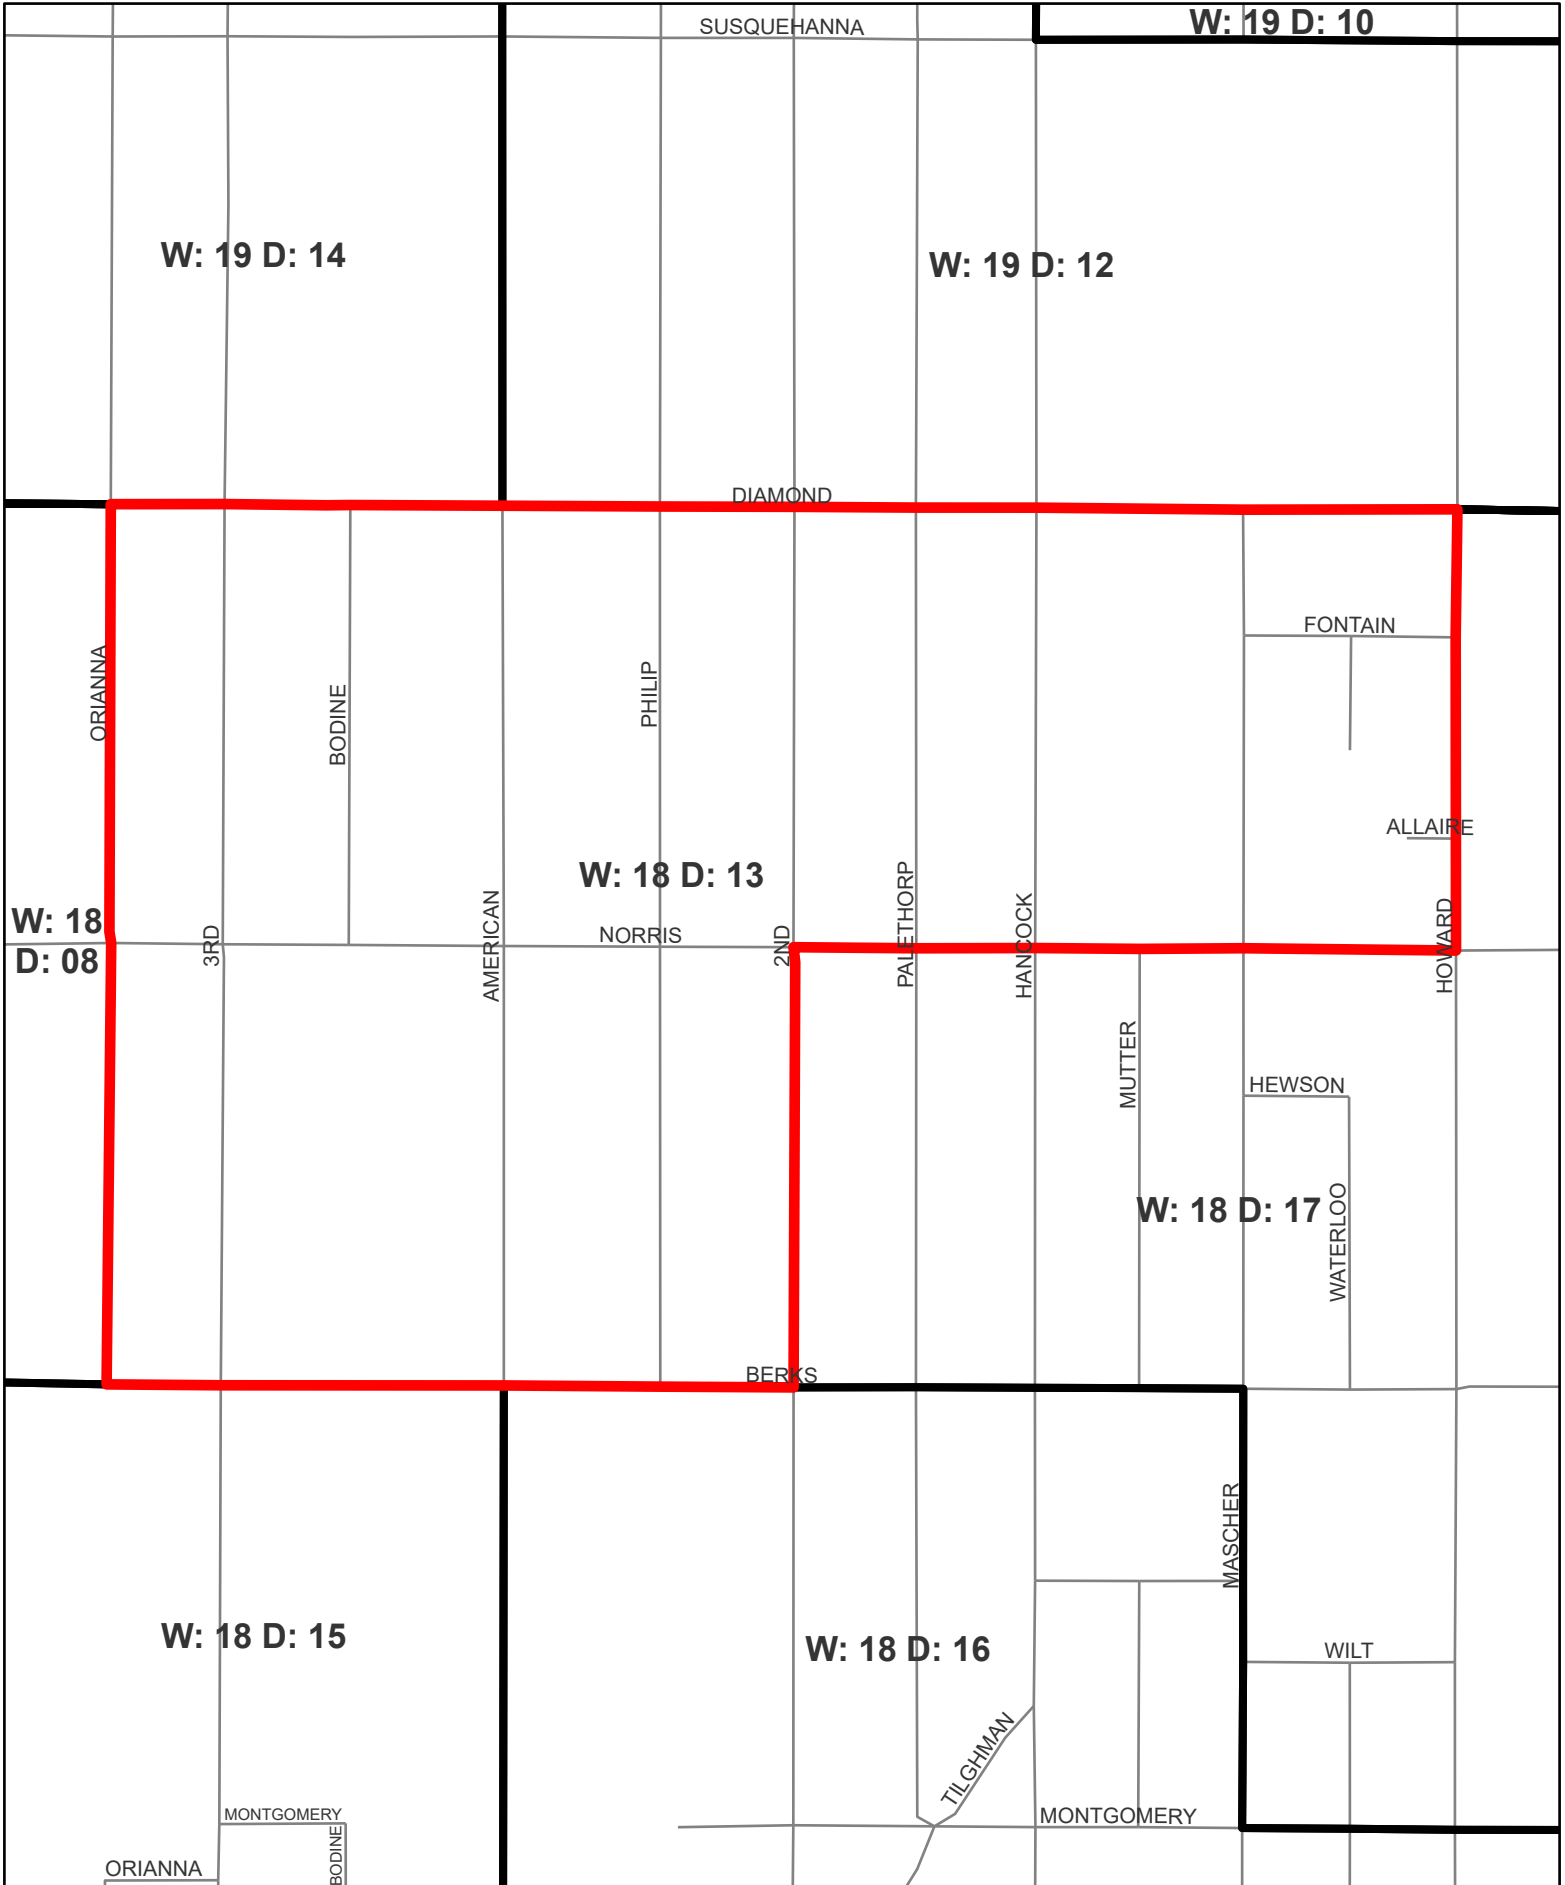 SUSQUEHANNA
W: 19 D: 10
W: 19 D: 14
W: 19 D: 12
DIAMOND
FONTAIN
ORIANNA
BODINE
PHILIP
ALLAIRE
W: 18 D: 13
W: 18
D: 08
3RD
AMERICAN
NORRIS
2ND
PALETHORP
HANCOCK
HOWARD
MUTTER
HEWSON
W: 18 D: 17
WATERLOO
BERKS
MASCHER
W: 18 D: 15
W: 18 D: 16
WILT
TILGHMAN
MONTGOMERY
MONTGOMERY
BODINE
ORIANNA